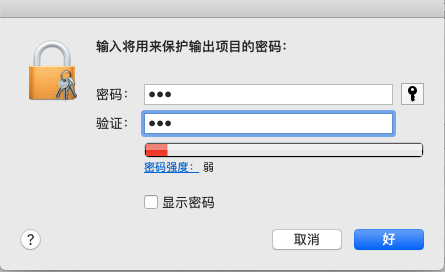 输入将用来保护输出项目的密码：
密码： •••
验证： •••
密码强度： 弱
显示密码
? 取消 好